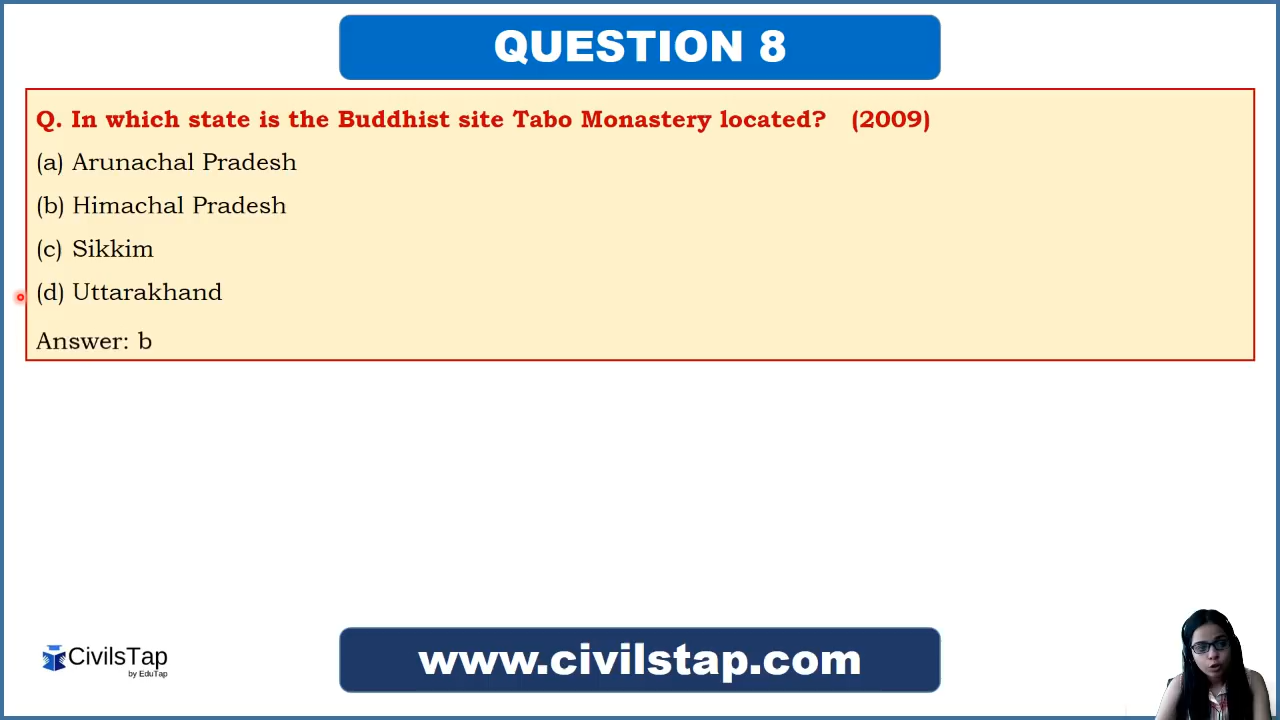 QUESTION 8
Q. In which state is the Buddhist site Tabo Monastery located? (2009)
(a) Arunachal Pradesh
(b) Himachal Pradesh
(c) Sikkim
(d) Uttarakhand
Answer: b
CivilsTap
by EduTap
www.civilstap.com